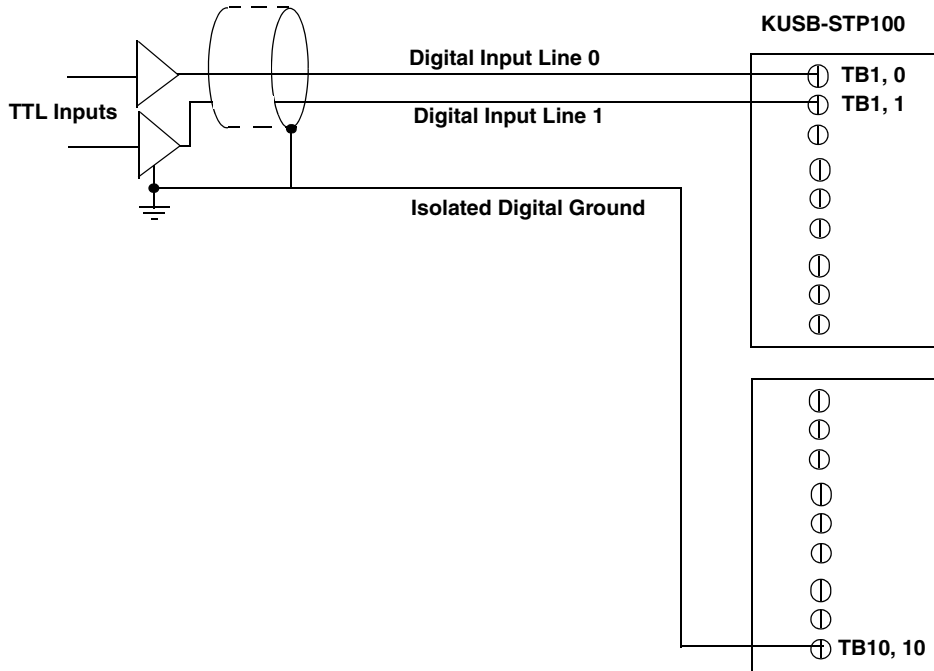 KUSB-STP100
Digital Input Line 0
TB1, 0
TTL Inputs
TB1, 1
Digital Input Line 1
Isolated Digital Ground
TB10, 10